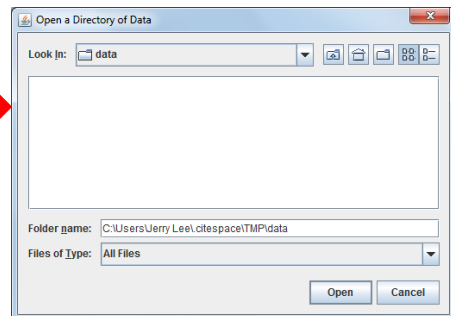 Open a Directory of Data
Look In: data
Folder name: C:\Users\Jerry Lee\.citespace\TMP\data
Files of Type: All Files
Open Cancel